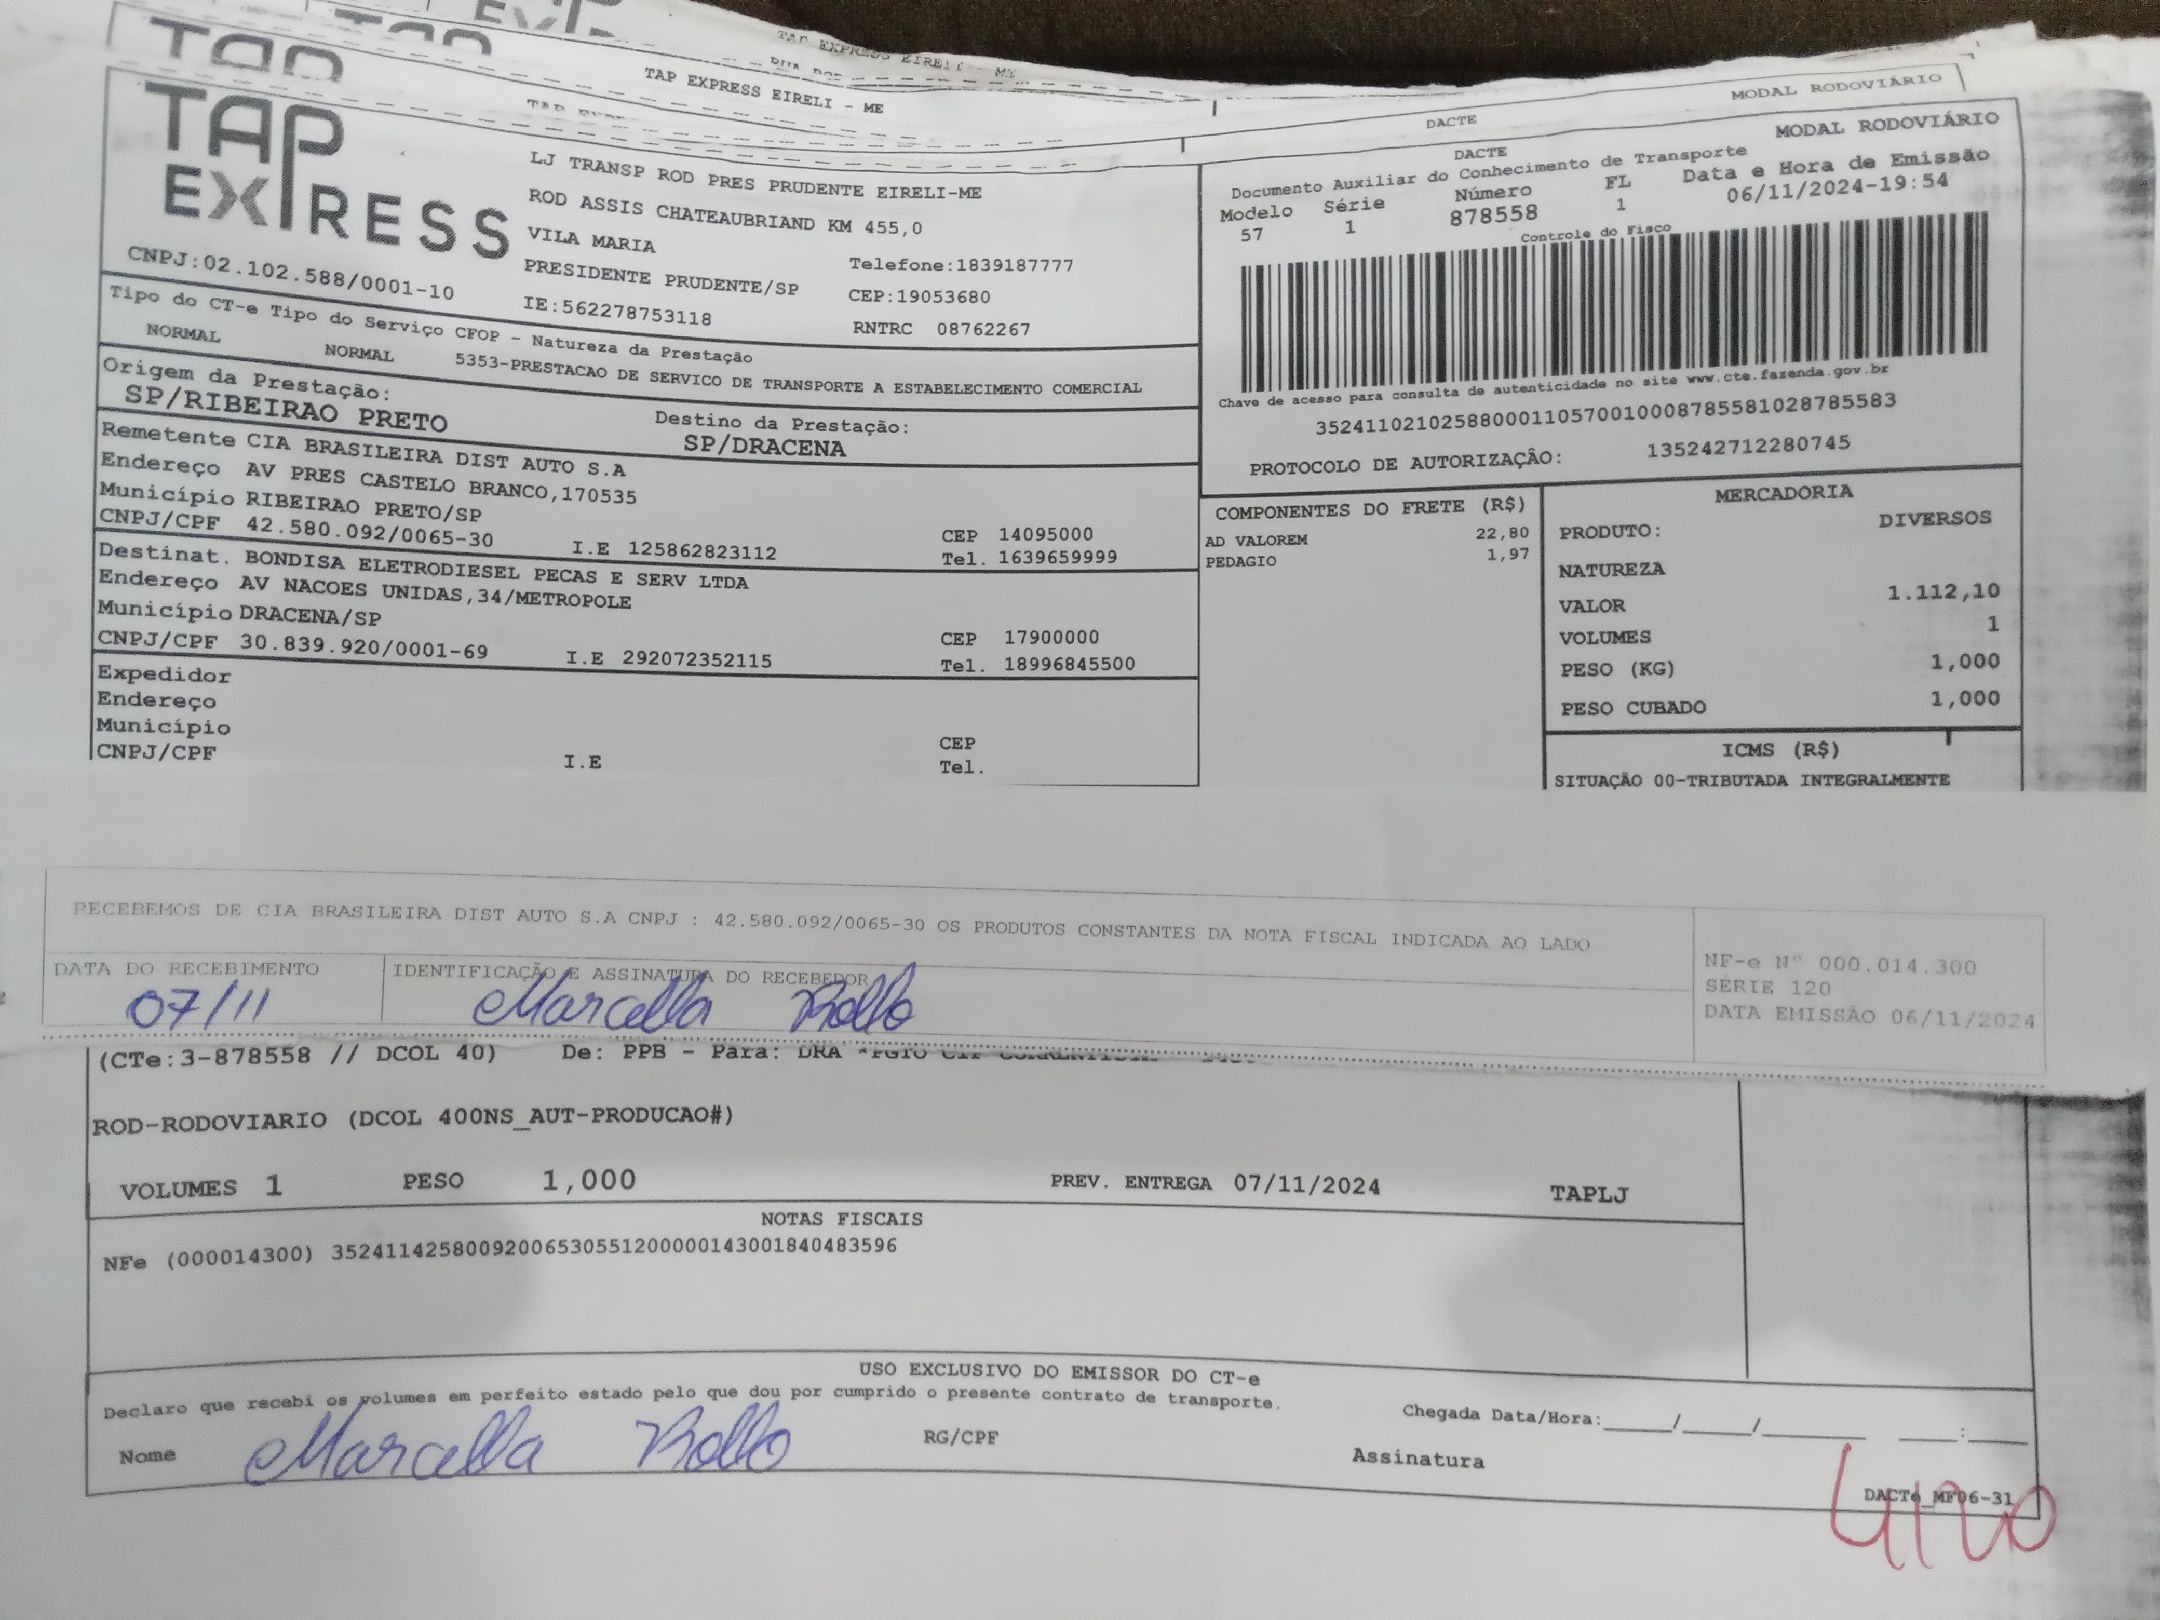 TAP EXPRESS EIRELI - ME
DACTE
MODAL RODOVIÁRIO
TAP EXPRESS
LJ TRANSP ROD PRES PRUDENTE EIRELI-ME
ROD ASSIS CHATEAUBRIAND KM 455,0
VILA MARIA
PRESIDENTE PRUDENTE/SP
Telefone:1839187777
CEP:19053680
CNPJ:02.102.588/0001-10
IE:562278753118
RNTRC 08762267
DACTE
MODAL RODOVIÁRIO
Documento Auxiliar do Conhecimento de Transporte
Modelo Série Número FL Data e Hora de Emissão
57 1 878558 1 06/11/2024-19:54
Controle do Fisco
Chave de acesso para consulta de autenticidade no site www.cte.fazenda.gov.br
35241102102588000110570010008785581028785583
PROTOCOLO DE AUTORIZAÇÃO: 135242712280745
Tipo do CT-e Tipo do Serviço CFOP - Natureza da Prestação
NORMAL NORMAL 5353-PRESTACAO DE SERVICO DE TRANSPORTE A ESTABELECIMENTO COMERCIAL
Origem da Prestação: Destino da Prestação:
SP/RIBEIRAO PRETO SP/DRACENA
Remetente CIA BRASILEIRA DIST AUTO S.A
Endereço AV PRES CASTELO BRANCO,170535
Município RIBEIRAO PRETO/SP CEP 14095000
CNPJ/CPF 42.580.092/0065-30 I.E 125862823112 Tel. 1639659999
Destinat. BONDISA ELETRODIESEL PECAS E SERV LTDA
Endereço AV NACOES UNIDAS,34/METROPOLE
Município DRACENA/SP CEP 17900000
CNPJ/CPF 30.839.920/0001-69 I.E 292072352115 Tel. 18996845500
Expedidor
Endereço
Município CEP
CNPJ/CPF I.E Tel.
COMPONENTES DO FRETE (R$)
AD VALOREM 22,80
PEDAGIO 1,97
MERCADORIA
PRODUTO: DIVERSOS
NATUREZA
VALOR 1.112,10
VOLUMES 1
PESO (KG) 1,000
PESO CUBADO 1,000
ICMS (R$)
SITUAÇÃO 00-TRIBUTADA INTEGRALMENTE
RECEBEMOS DE CIA BRASILEIRA DIST AUTO S.A CNPJ : 42.580.092/0065-30 OS PRODUTOS CONSTANTES DA NOTA FISCAL INDICADA AO LADO
DATA DO RECEBIMENTO IDENTIFICAÇÃO E ASSINATURA DO RECEBEDOR
07/11 Marcella Rollo
NF-e Nº 000.014.300
SÉRIE 120
DATA EMISSÃO 06/11/2024
(CTe:3-878558 // DCOL 40) De: PPB - Para: DRA
ROD-RODOVIARIO (DCOL 400NS_AUT-PRODUCAO#)
VOLUMES 1 PESO 1,000 PREV. ENTREGA 07/11/2024 TAPLJ
NOTAS FISCAIS
NFe (000014300) 35241142580092006530551200000143001840483596
USO EXCLUSIVO DO EMISSOR DO CT-e
Declaro que recebi os volumes em perfeito estado pelo que dou por cumprido o presente contrato de transporte.
Chegada Data/Hora:____/____/______ ____:____
Nome Marcella Rollo RG/CPF Assinatura
DACTe_MF06-31